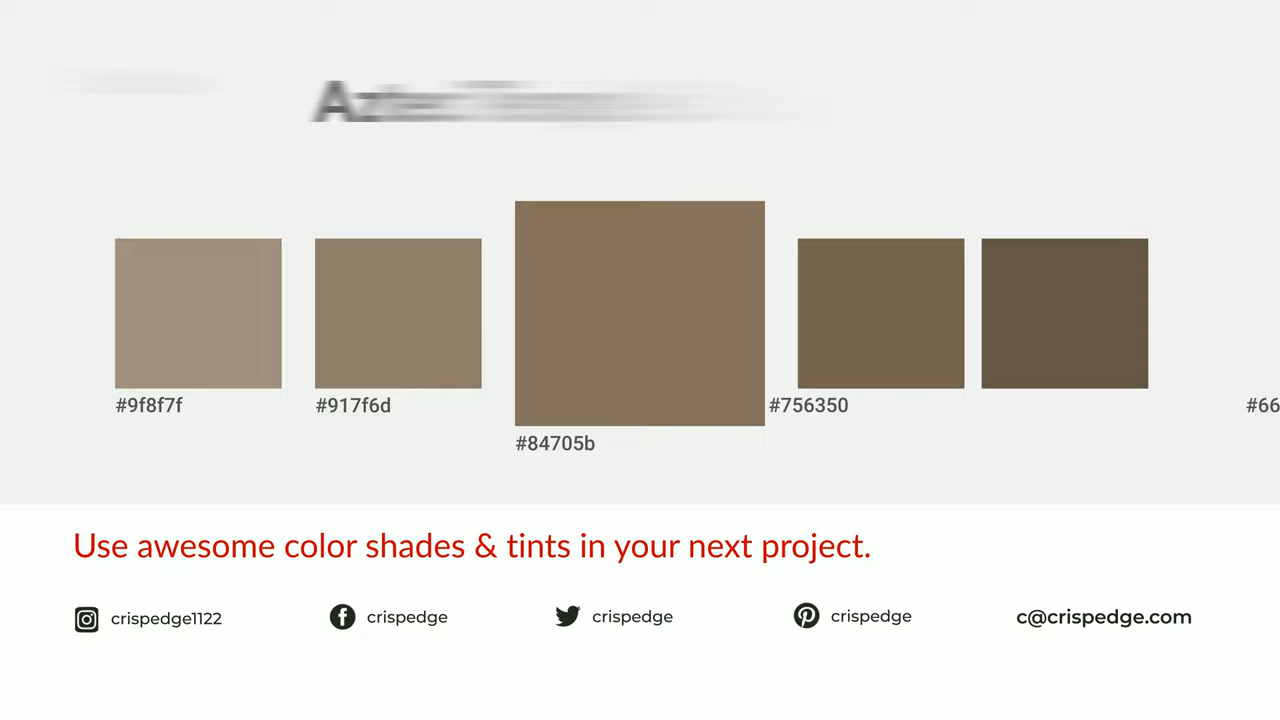 Aztec
#9f8f7f
#917f6d
#84705b
#756350
#66
Use awesome color shades & tints in your next project.
crispedge1122
crispedge
crispedge
crispedge
c@crispedge.com